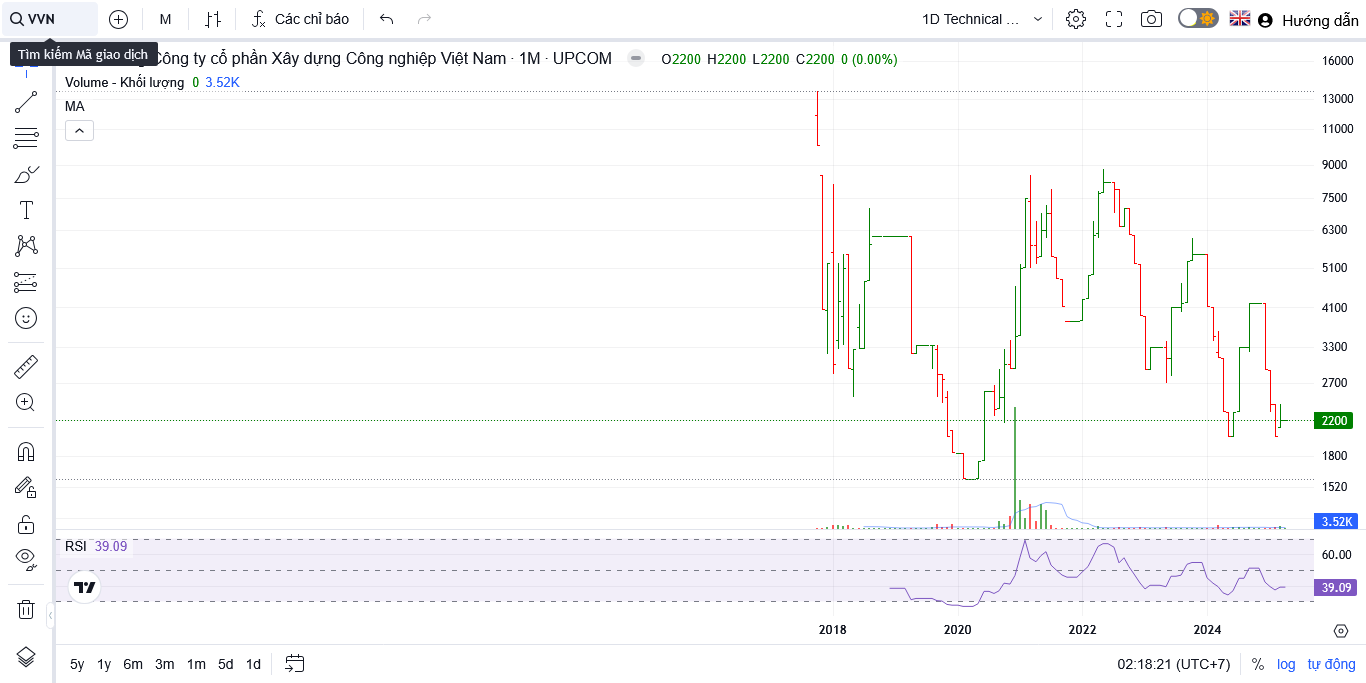 VVN
M
Các chỉ báo
1D Technical ...
Hướng dẫn
Tìm kiếm Mã giao dịch
Công ty cổ phần Xây dựng Công nghiệp Việt Nam · 1M · UPCOM
O2200 H2200 L2200 C2200 0 (0.00%)
Volume - Khối lượng 0 3.52K
MA
16000
13000
11000
9000
7500
6300
5100
4100
3300
2700
2200
1800
1520
3.52K
RSI 39.09
60.00
39.09
2018
2020
2022
2024
5y 1y 6m 3m 1m 5d 1d
02:18:21 (UTC+7)
% log tự động